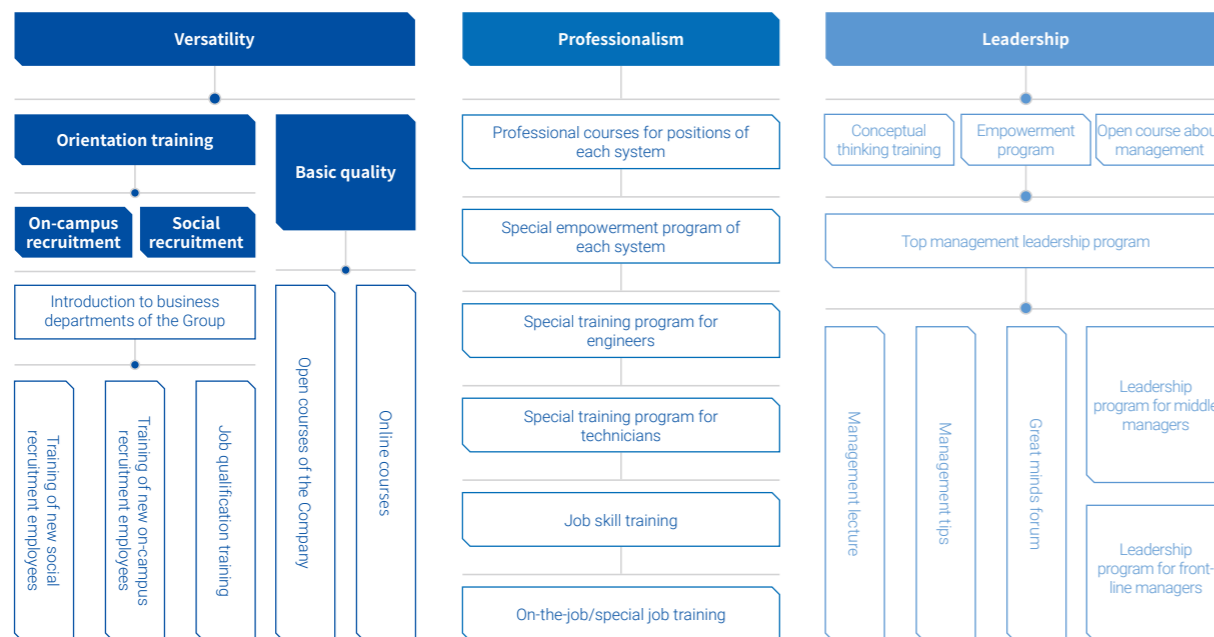 Versatility
Orientation training
On-campus
recruitment
Social
recruitment
Introduction to business
departments of the Group
Training of new social
recruitment employees
Training of new on-campus
recruitment employees
Job qualification training
Basic quality
Open courses of the Company
Online courses
Professionalism
Professional courses for positions of
each system
Special empowerment program of
each system
Special training program for
engineers
Special training program for
technicians
Job skill training
On-the-job/special job training
Leadership
Conceptual
thinking training
Empowerment
program
Open course about
management
Top management leadership program
Management lecture
Management tips
Great minds forum
Leadership
program for middle
managers
Leadership
program for front-
line managers